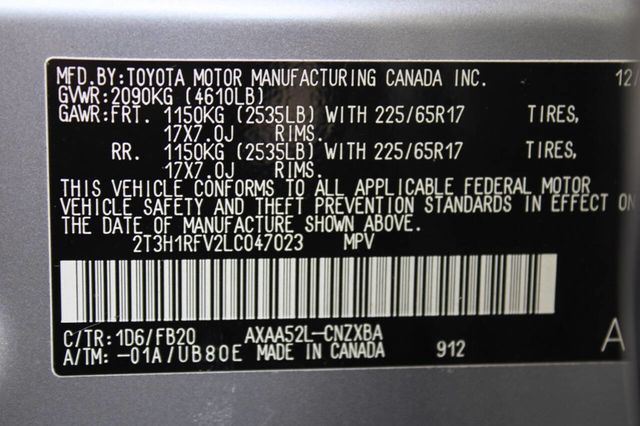 MFD.BY:TOYOTA MOTOR MANUFACTURING CANADA INC. 12/
GVWR:2090KG (4610LB)
GAWR:FRT. 1150KG (2535LB) WITH 225/65R17 TIRES,
17X7.0J RIMS.
RR. 1150KG (2535LB) WITH 225/65R17 TIRES,
17X7.0J RIMS.
THIS VEHICLE CONFORMS TO ALL APPLICABLE FEDERAL MOTOR
VEHICLE SAFETY AND THEFT PREVENTION STANDARDS IN EFFECT ON
THE DATE OF MANUFACTURE SHOWN ABOVE.
2T3H1RFV2LC047023 MPV
C/TR:1D6/FB20 AXAA52L-CNZXBA
A/TM:-01A/UB80E MADE IN CANADA 912 A